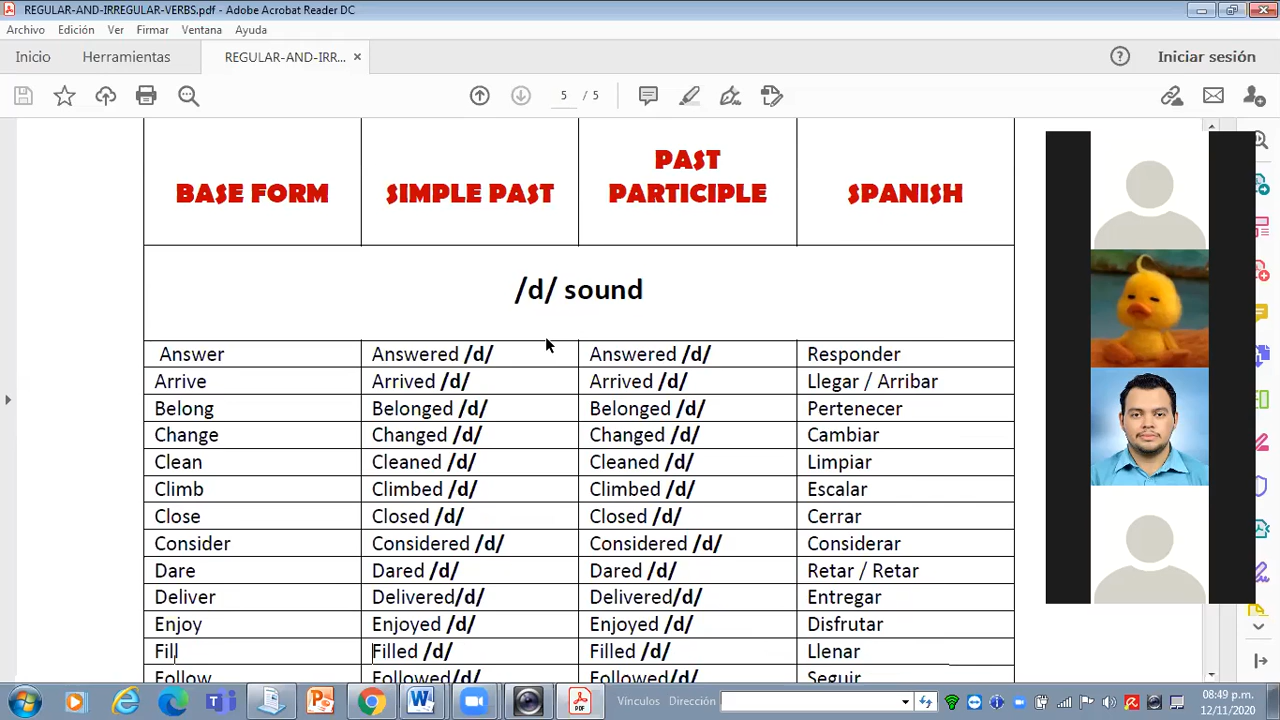 REGULAR-AND-IRREGULAR-VERBS.pdf - Adobe Acrobat Reader DC
Archivo Edición Ver Firmar Ventana Ayuda
Inicio Herramientas REGULAR-AND-IRR... × Iniciar sesión
5 / 5
BASE FORM SIMPLE PAST PAST PARTICIPLE SPANISH
/d/ sound
Answer Answered /d/ Answered /d/ Responder
Arrive Arrived /d/ Arrived /d/ Llegar / Arribar
Belong Belonged /d/ Belonged /d/ Pertenecer
Change Changed /d/ Changed /d/ Cambiar
Clean Cleaned /d/ Cleaned /d/ Limpiar
Climb Climbed /d/ Climbed /d/ Escalar
Close Closed /d/ Closed /d/ Cerrar
Consider Considered /d/ Considered /d/ Considerar
Dare Dared /d/ Dared /d/ Retar / Retar
Deliver Delivered/d/ Delivered/d/ Entregar
Enjoy Enjoyed /d/ Enjoyed /d/ Disfrutar
Fill Filled /d/ Filled /d/ Llenar
Follow Followed/d/ Followed/d/ Seguir
Vínculos Dirección 08:49 p.m.
12/11/2020